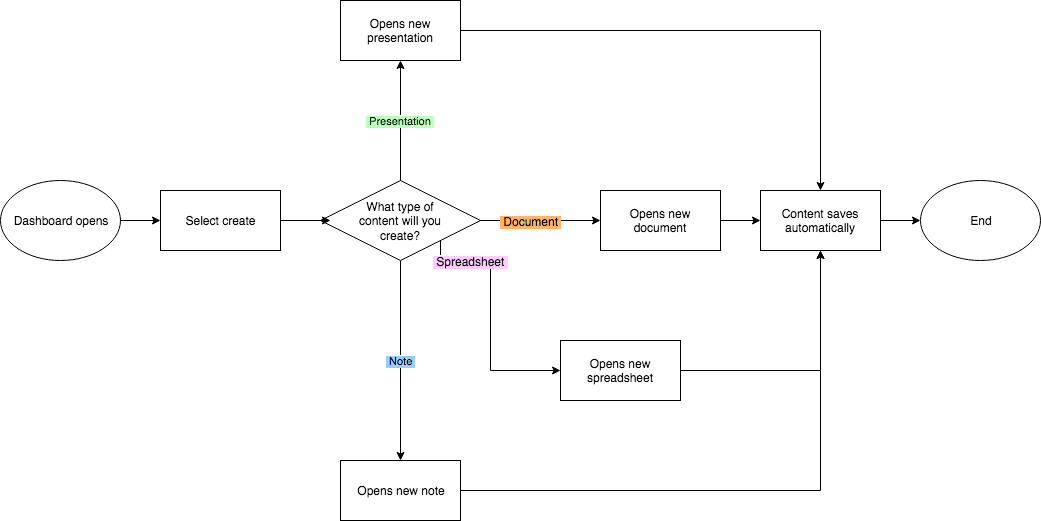 Opens new
presentation
Presentation
Dashboard opens
Select create
What type of
content will you
create?
Document
Opens new
document
Content saves
automatically
End
Spreadsheet
Note
Opens new
spreadsheet
Opens new note